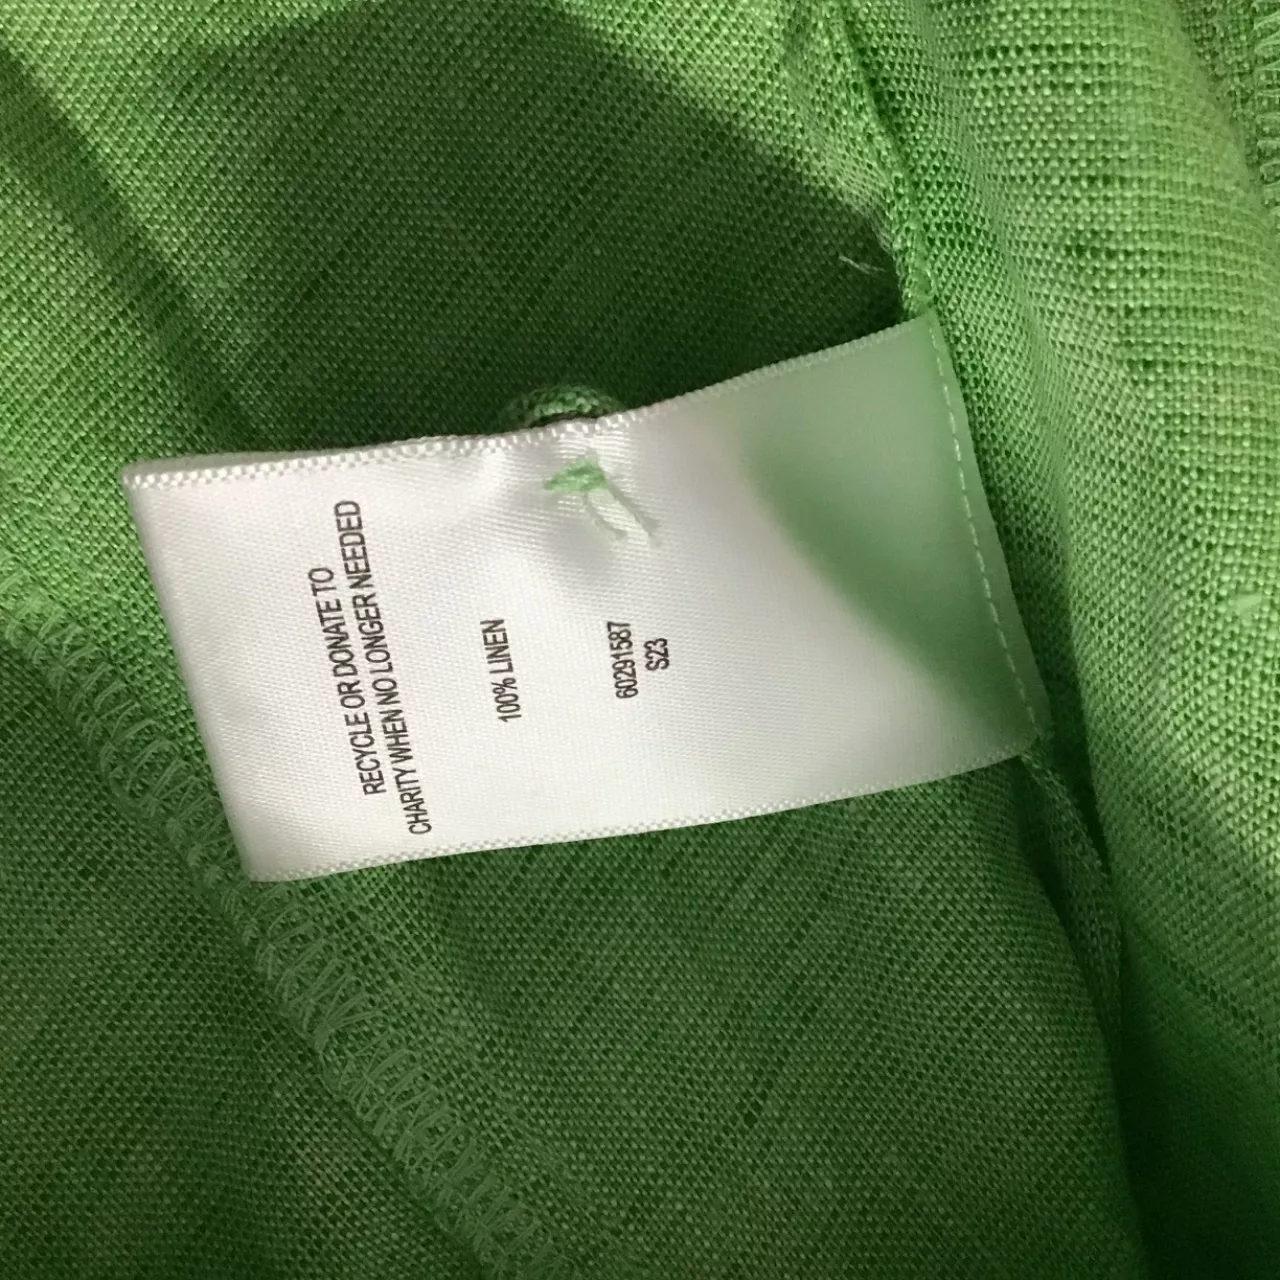 RECYCLE OR DONATE TO
CHARITY WHEN NO LONGER NEEDED
100% LINEN
60291587
S23